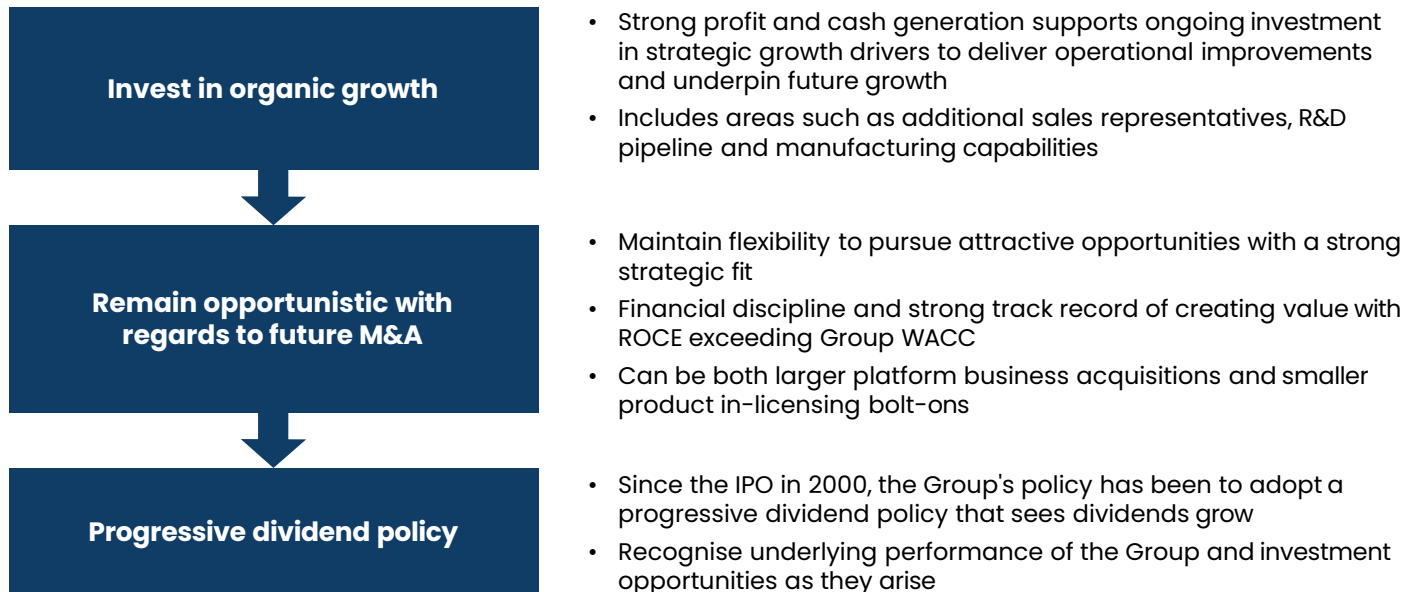 Invest in organic growth
• Strong profit and cash generation supports ongoing investment
in strategic growth drivers to deliver operational improvements
and underpin future growth
• Includes areas such as additional sales representatives, R&D
pipeline and manufacturing capabilities
Remain opportunistic with
regards to future M&A
• Maintain flexibility to pursue attractive opportunities with a strong
strategic fit
• Financial discipline and strong track record of creating value with
ROCE exceeding Group WACC
• Can be both larger platform business acquisitions and smaller
product in-licensing bolt-ons
Progressive dividend policy
• Since the IPO in 2000, the Group's policy has been to adopt a
progressive dividend policy that sees dividends grow
• Recognise underlying performance of the Group and investment
opportunities as they arise